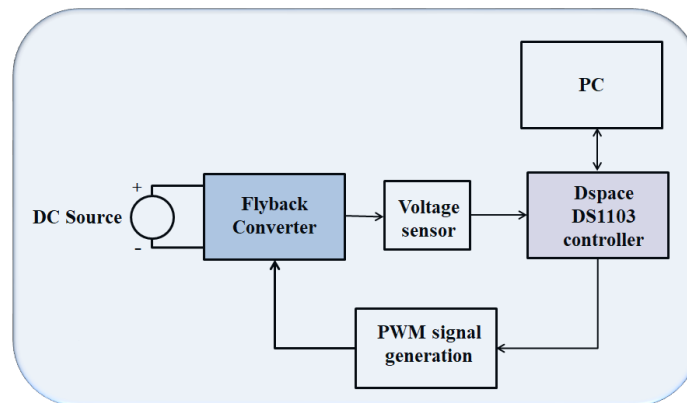 PC
+
DC Source
-
Flyback
Converter
Voltage
sensor
Dspace
DS1103
controller
PWM signal
generation